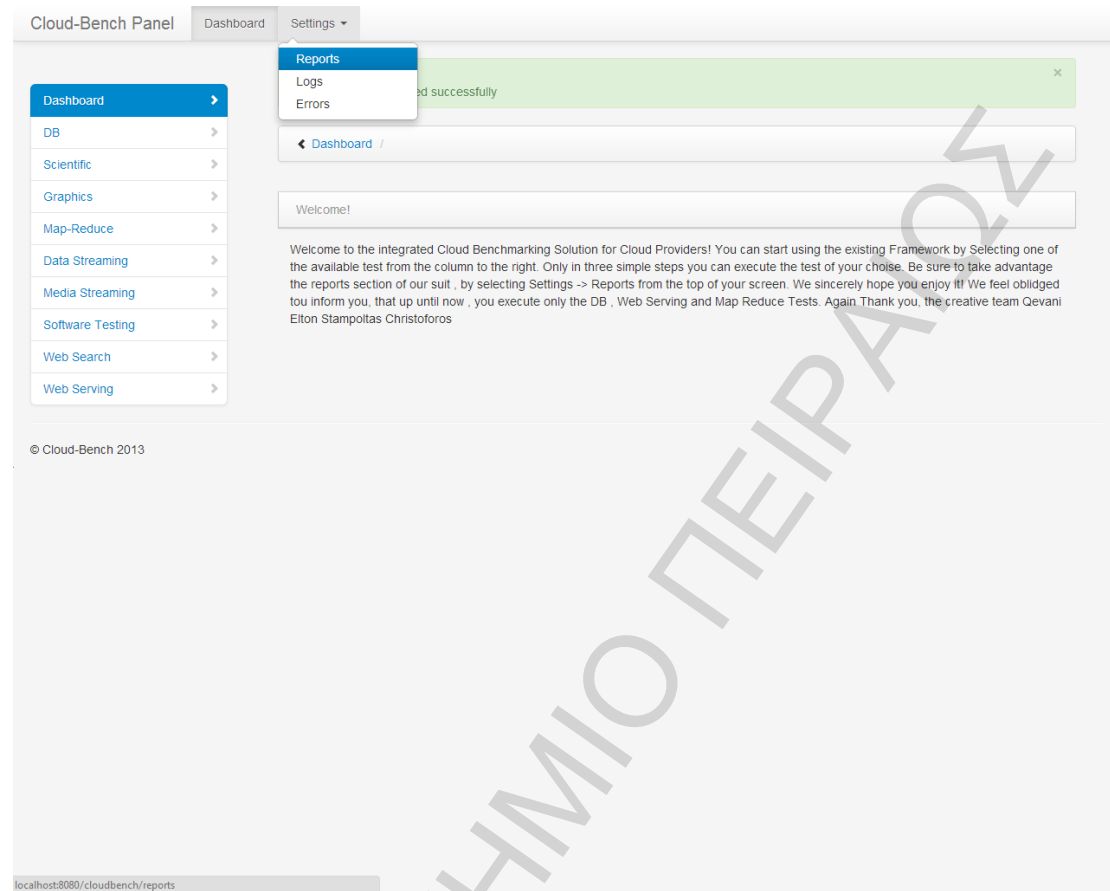 Cloud-Bench Panel Dashboard Settings
Reports
Logs
Errors
ed successfully
×
Dashboard
DB
Scientific
Graphics
Map-Reduce
Data Streaming
Media Streaming
Software Testing
Web Search
Web Serving
Dashboard /
Welcome!
Welcome to the integrated Cloud Benchmarking Solution for Cloud Providers! You can start using the existing Framework by Selecting one of
the available test from the column to the right. Only in three simple steps you can execute the test of your choise. Be sure to take advantage
the reports section of our suit , by selecting Settings -> Reports from the top of your screen. We sincerely hope you enjoy it! We feel oblidged
tou inform you, that up until now , you execute only the DB , Web Serving and Map Reduce Tests. Again Thank you, the creative team Qevani
Elton Stampoltas Christoforos
© Cloud-Bench 2013
localhost:8080/cloudbench/reports
ΗΜΙΟ ΠΕΙΡΑΙΩΣ